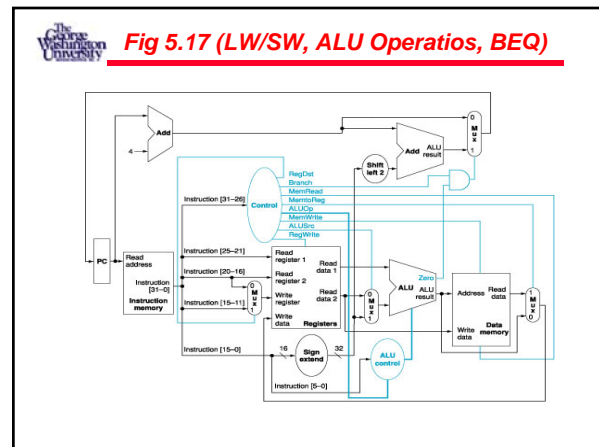 The
George
Washington
University
Fig 5.17 (LW/SW, ALU Operatios, BEQ)
Add
4
0
M
u
x
1
Add
ALU
result
Shift
left 2
RegDst
Branch
MemRead
MemtoReg
ALUOp
MemWrite
ALUSrc
RegWrite
Instruction [31–26]
Control
PC
Read
address
Instruction
[31–0]
Instruction
memory
Instruction [25–21]
Instruction [20–16]
Instruction [15–11]
0
M
u
x
1
Read
register 1
Read
register 2
Write
register
Write
data
Read
data 1
Read
data 2
Registers
0
M
u
x
1
Zero
ALU
ALU
result
Address
Write
data
Read
data
Data
memory
1
M
u
x
0
Instruction [15–0]
16
Sign
extend
32
ALU
control
Instruction [5–0]